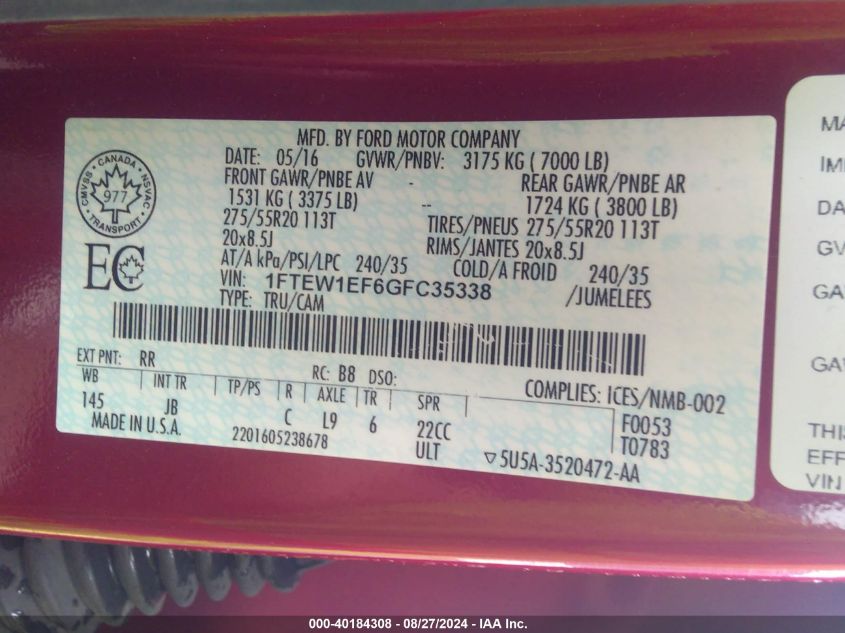 MFD. BY FORD MOTOR COMPANY
DATE: 05/16 GVWR/PNBV: 3175 KG ( 7000 LB)
FRONT GAWR/PNBE AV - REAR GAWR/PNBE AR
1531 KG ( 3375 LB) -- 1724 KG ( 3800 LB)
275/55R20 113T TIRES/PNEUS 275/55R20 113T
20x8.5J RIMS/JANTES 20x8.5J
AT/A kPa/PSI/LPC 240/35 COLD/A FROID 240/35
VIN: 1FTEW1EF6GFC35338 /JUMELEES
TYPE: TRU/CAM
CMVSS · CANADA · NSVAC
977
TRANSPORT
EC
EXT PNT: RR RC: B8 DSO:
COMPLIES: ICES/NMB-002
WB INT TR TP/PS R AXLE TR SPR
145 JB C L9 6 22CC
F0053
T0783
MADE IN U.S.A. 2201605238678
ULT ▽5U5A-3520472-AA
MA
IM
DA
GV
GA
GA
THIS
EFF
VIN
000-40184308 - 08/27/2024 - IAA Inc.